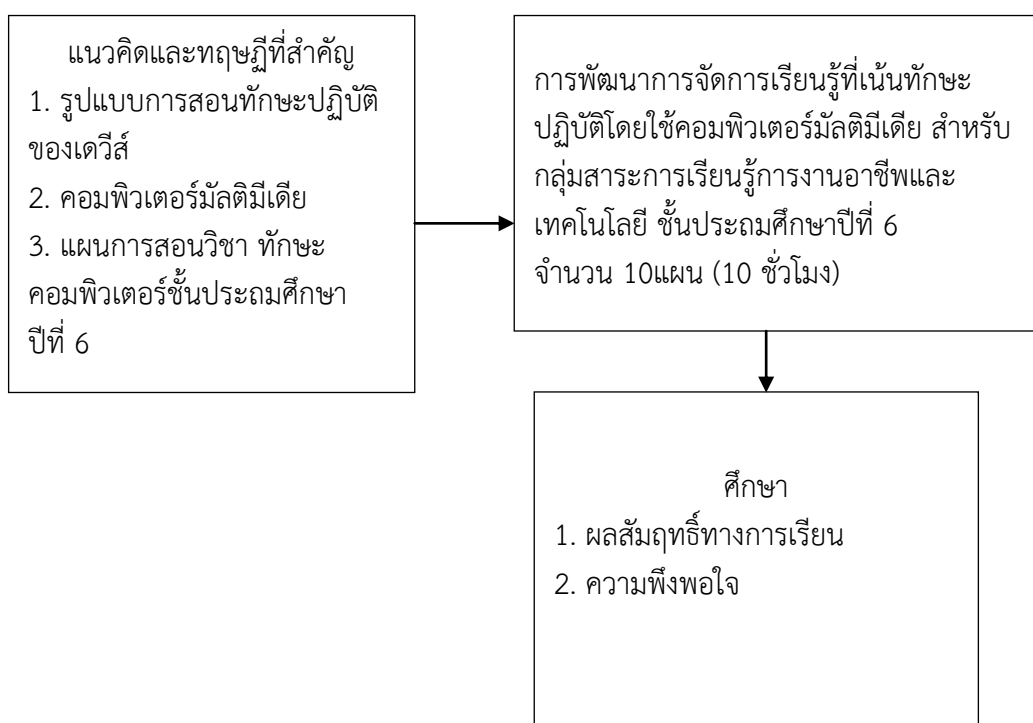 แนวคิดและทฤษฏีที่สำคัญ
1. รูปแบบการสอนทักษะปฏิบัติ
ของเดวีส์
2. คอมพิวเตอร์มัลติมีเดีย
3. แผนการสอนวิชา ทักษะ
คอมพิวเตอร์ชั้นประถมศึกษา
ปีที่ 6
การพัฒนาการจัดการเรียนรู้ที่เน้นทักษะ
ปฏิบัติโดยใช้คอมพิวเตอร์มัลติมีเดีย สำหรับ
กลุ่มสาระการเรียนรู้การงานอาชีพและ
เทคโนโลยี ชั้นประถมศึกษาปีที่ 6
จำนวน 10แผน (10 ชั่วโมง)
ศึกษา
1. ผลสัมฤทธิ์ทางการเรียน
2. ความพึงพอใจ